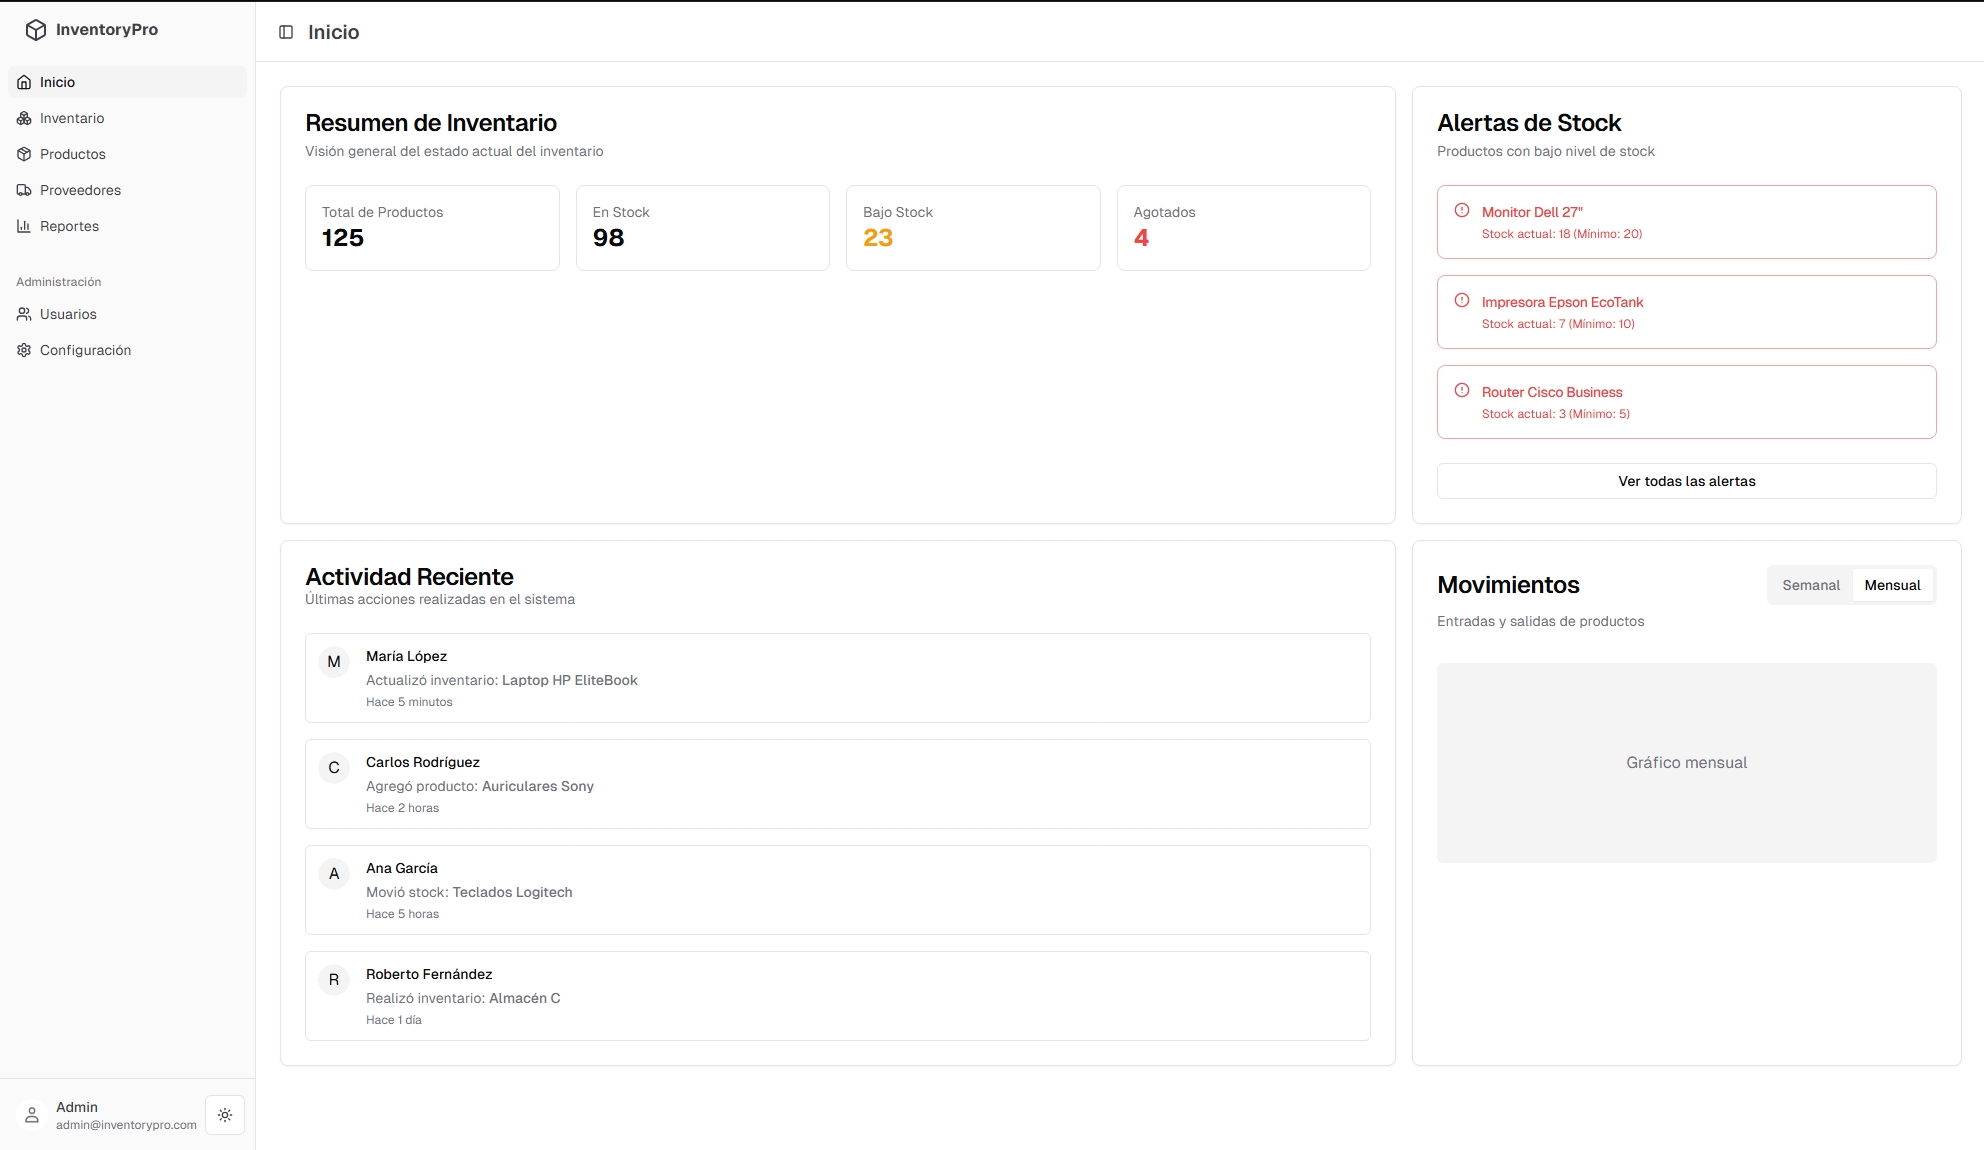 InventoryPro
Inicio
Inventario
Productos
Proveedores
Reportes
Administración
Usuarios
Configuración
Admin
admin@inventorypro.com
Inicio
Resumen de Inventario
Visión general del estado actual del inventario
Total de Productos
125
En Stock
98
Bajo Stock
23
Agotados
4
Alertas de Stock
Productos con bajo nivel de stock
Monitor Dell 27"
Stock actual: 18 (Mínimo: 20)
Impresora Epson EcoTank
Stock actual: 7 (Mínimo: 10)
Router Cisco Business
Stock actual: 3 (Mínimo: 5)
Ver todas las alertas
Actividad Reciente
Últimas acciones realizadas en el sistema
M
María López
Actualizó inventario: Laptop HP EliteBook
Hace 5 minutos
C
Carlos Rodríguez
Agregó producto: Auriculares Sony
Hace 2 horas
A
Ana García
Movió stock: Teclados Logitech
Hace 5 horas
R
Roberto Fernández
Realizó inventario: Almacén C
Hace 1 día
Movimientos
Semanal
Mensual
Entradas y salidas de productos
Gráfico mensual